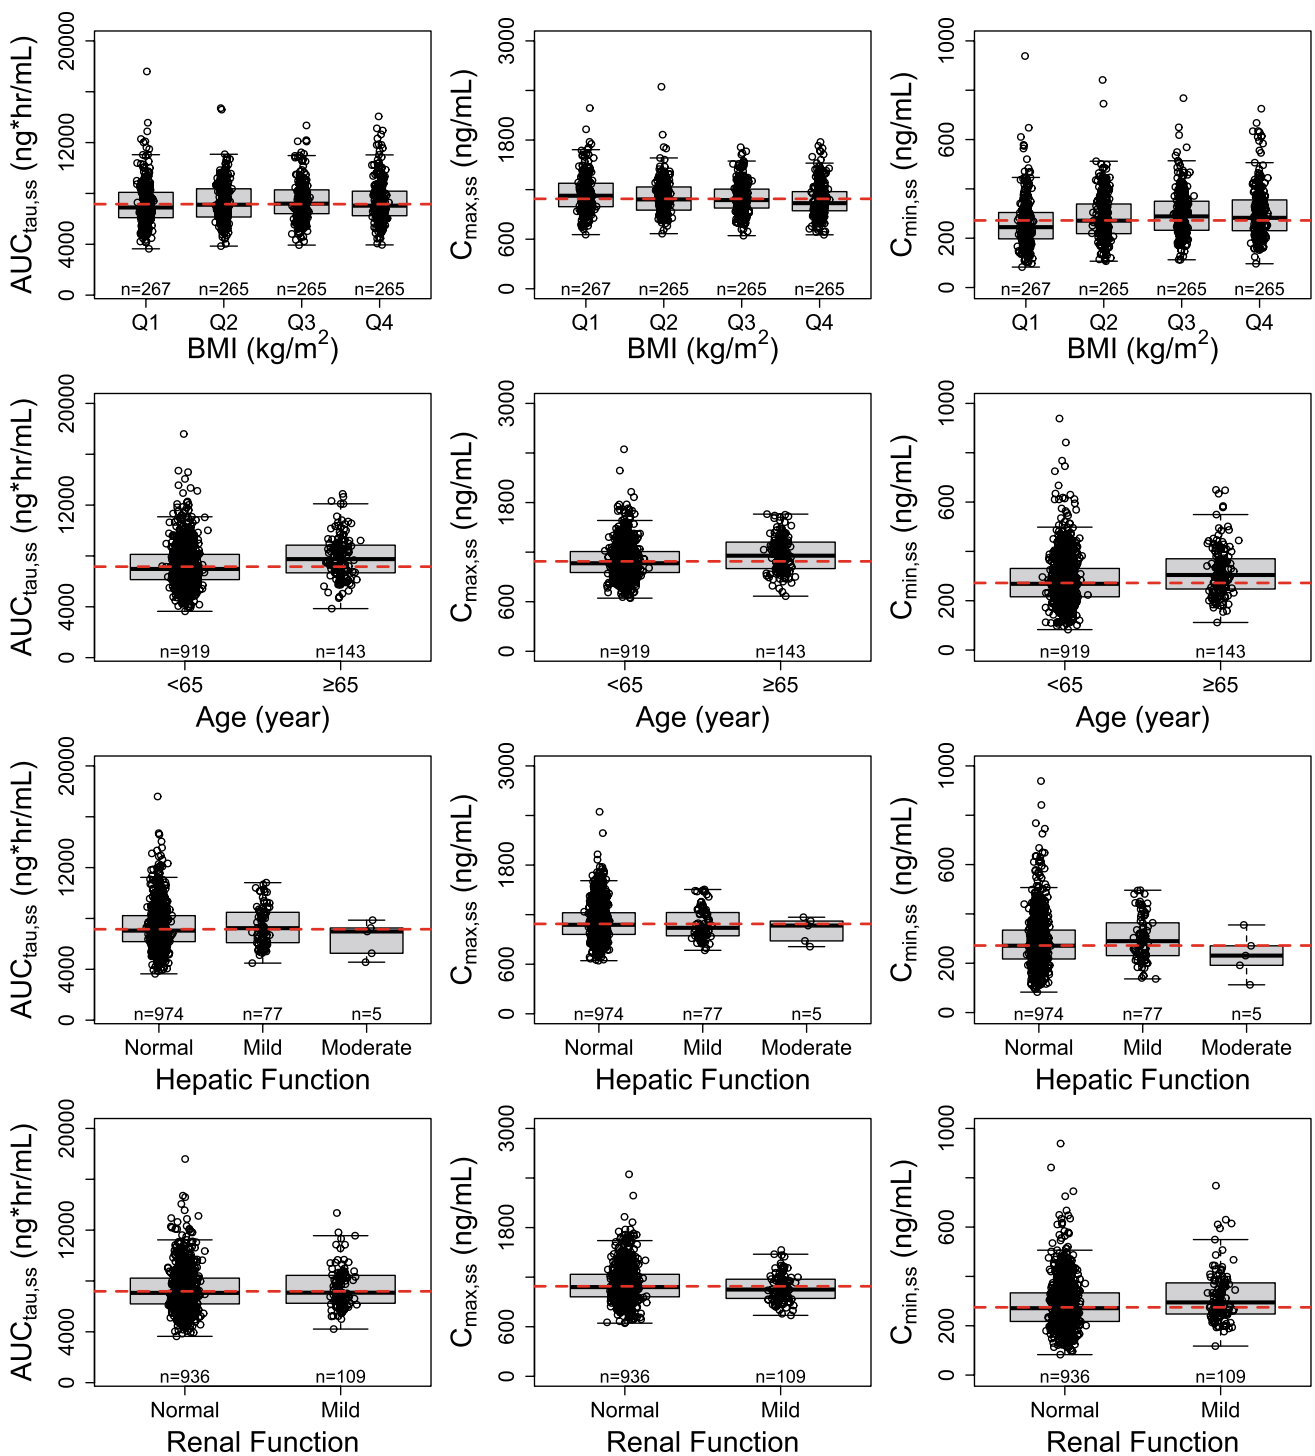 AUCtau,ss (ng*hr/mL)
0 4000 12000 20000
n=267 n=265 n=265 n=265
Q1 Q2 Q3 Q4
BMI (kg/m2)
Cmax,ss (ng/mL)
0 600 1800 3000
n=267 n=265 n=265 n=265
Q1 Q2 Q3 Q4
BMI (kg/m2)
Cmin,ss (ng/mL)
0 200 600 1000
n=267 n=265 n=265 n=265
Q1 Q2 Q3 Q4
BMI (kg/m2)
AUCtau,ss (ng*hr/mL)
0 4000 12000 20000
n=919 n=143
<65 ≥65
Age (year)
Cmax,ss (ng/mL)
0 600 1800 3000
n=919 n=143
<65 ≥65
Age (year)
Cmin,ss (ng/mL)
0 200 600 1000
n=919 n=143
<65 ≥65
Age (year)
AUCtau,ss (ng*hr/mL)
0 4000 12000 20000
n=974 n=77 n=5
Normal Mild Moderate
Hepatic Function
Cmax,ss (ng/mL)
0 600 1800 3000
n=974 n=77 n=5
Normal Mild Moderate
Hepatic Function
Cmin,ss (ng/mL)
0 200 600 1000
n=974 n=77 n=5
Normal Mild Moderate
Hepatic Function
AUCtau,ss (ng*hr/mL)
0 4000 12000 20000
n=936 n=109
Normal Mild
Renal Function
Cmax,ss (ng/mL)
0 600 1800 3000
n=936 n=109
Normal Mild
Renal Function
Cmin,ss (ng/mL)
0 200 600 1000
n=936 n=109
Normal Mild
Renal Function